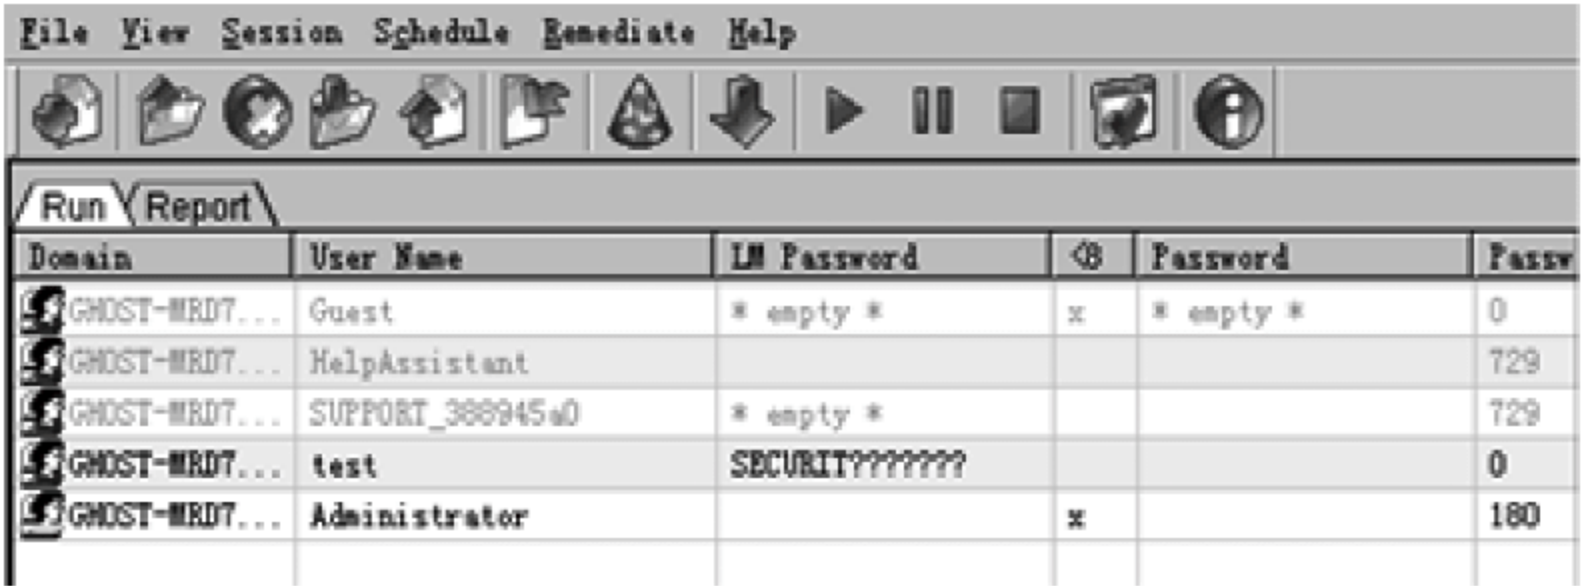 File View Session Schedule Remediate Help
Run Report
Domain User Name LM Password <8 Password Passw
GHOST-MRD7... Guest * empty * x * empty * 0
GHOST-MRD7... HelpAssistant 729
GHOST-MRD7... SUPPORT_388945a0 * empty * 729
GHOST-MRD7... test SECURIT??????? 0
GHOST-MRD7... Administrator x 180